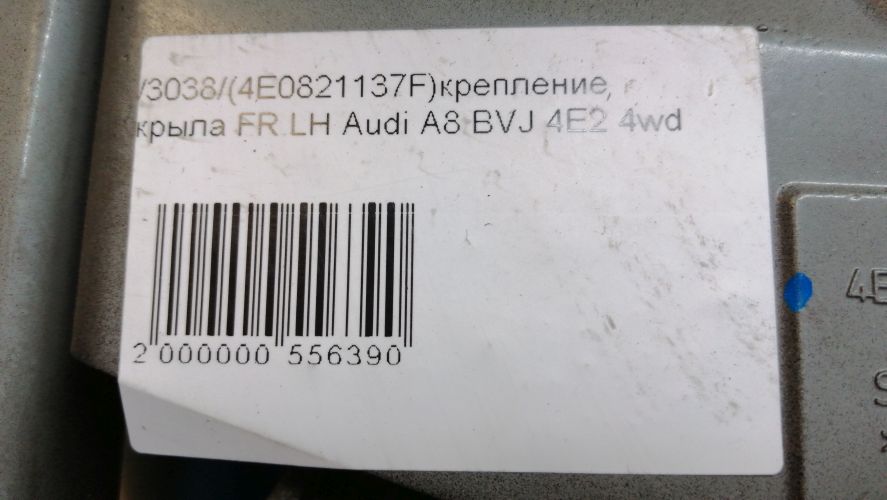 /3038/(4E0821137F)крепление,
крыла FR LH Audi A8 BVJ 4E2 4wd
2 000000 556390
4E
S